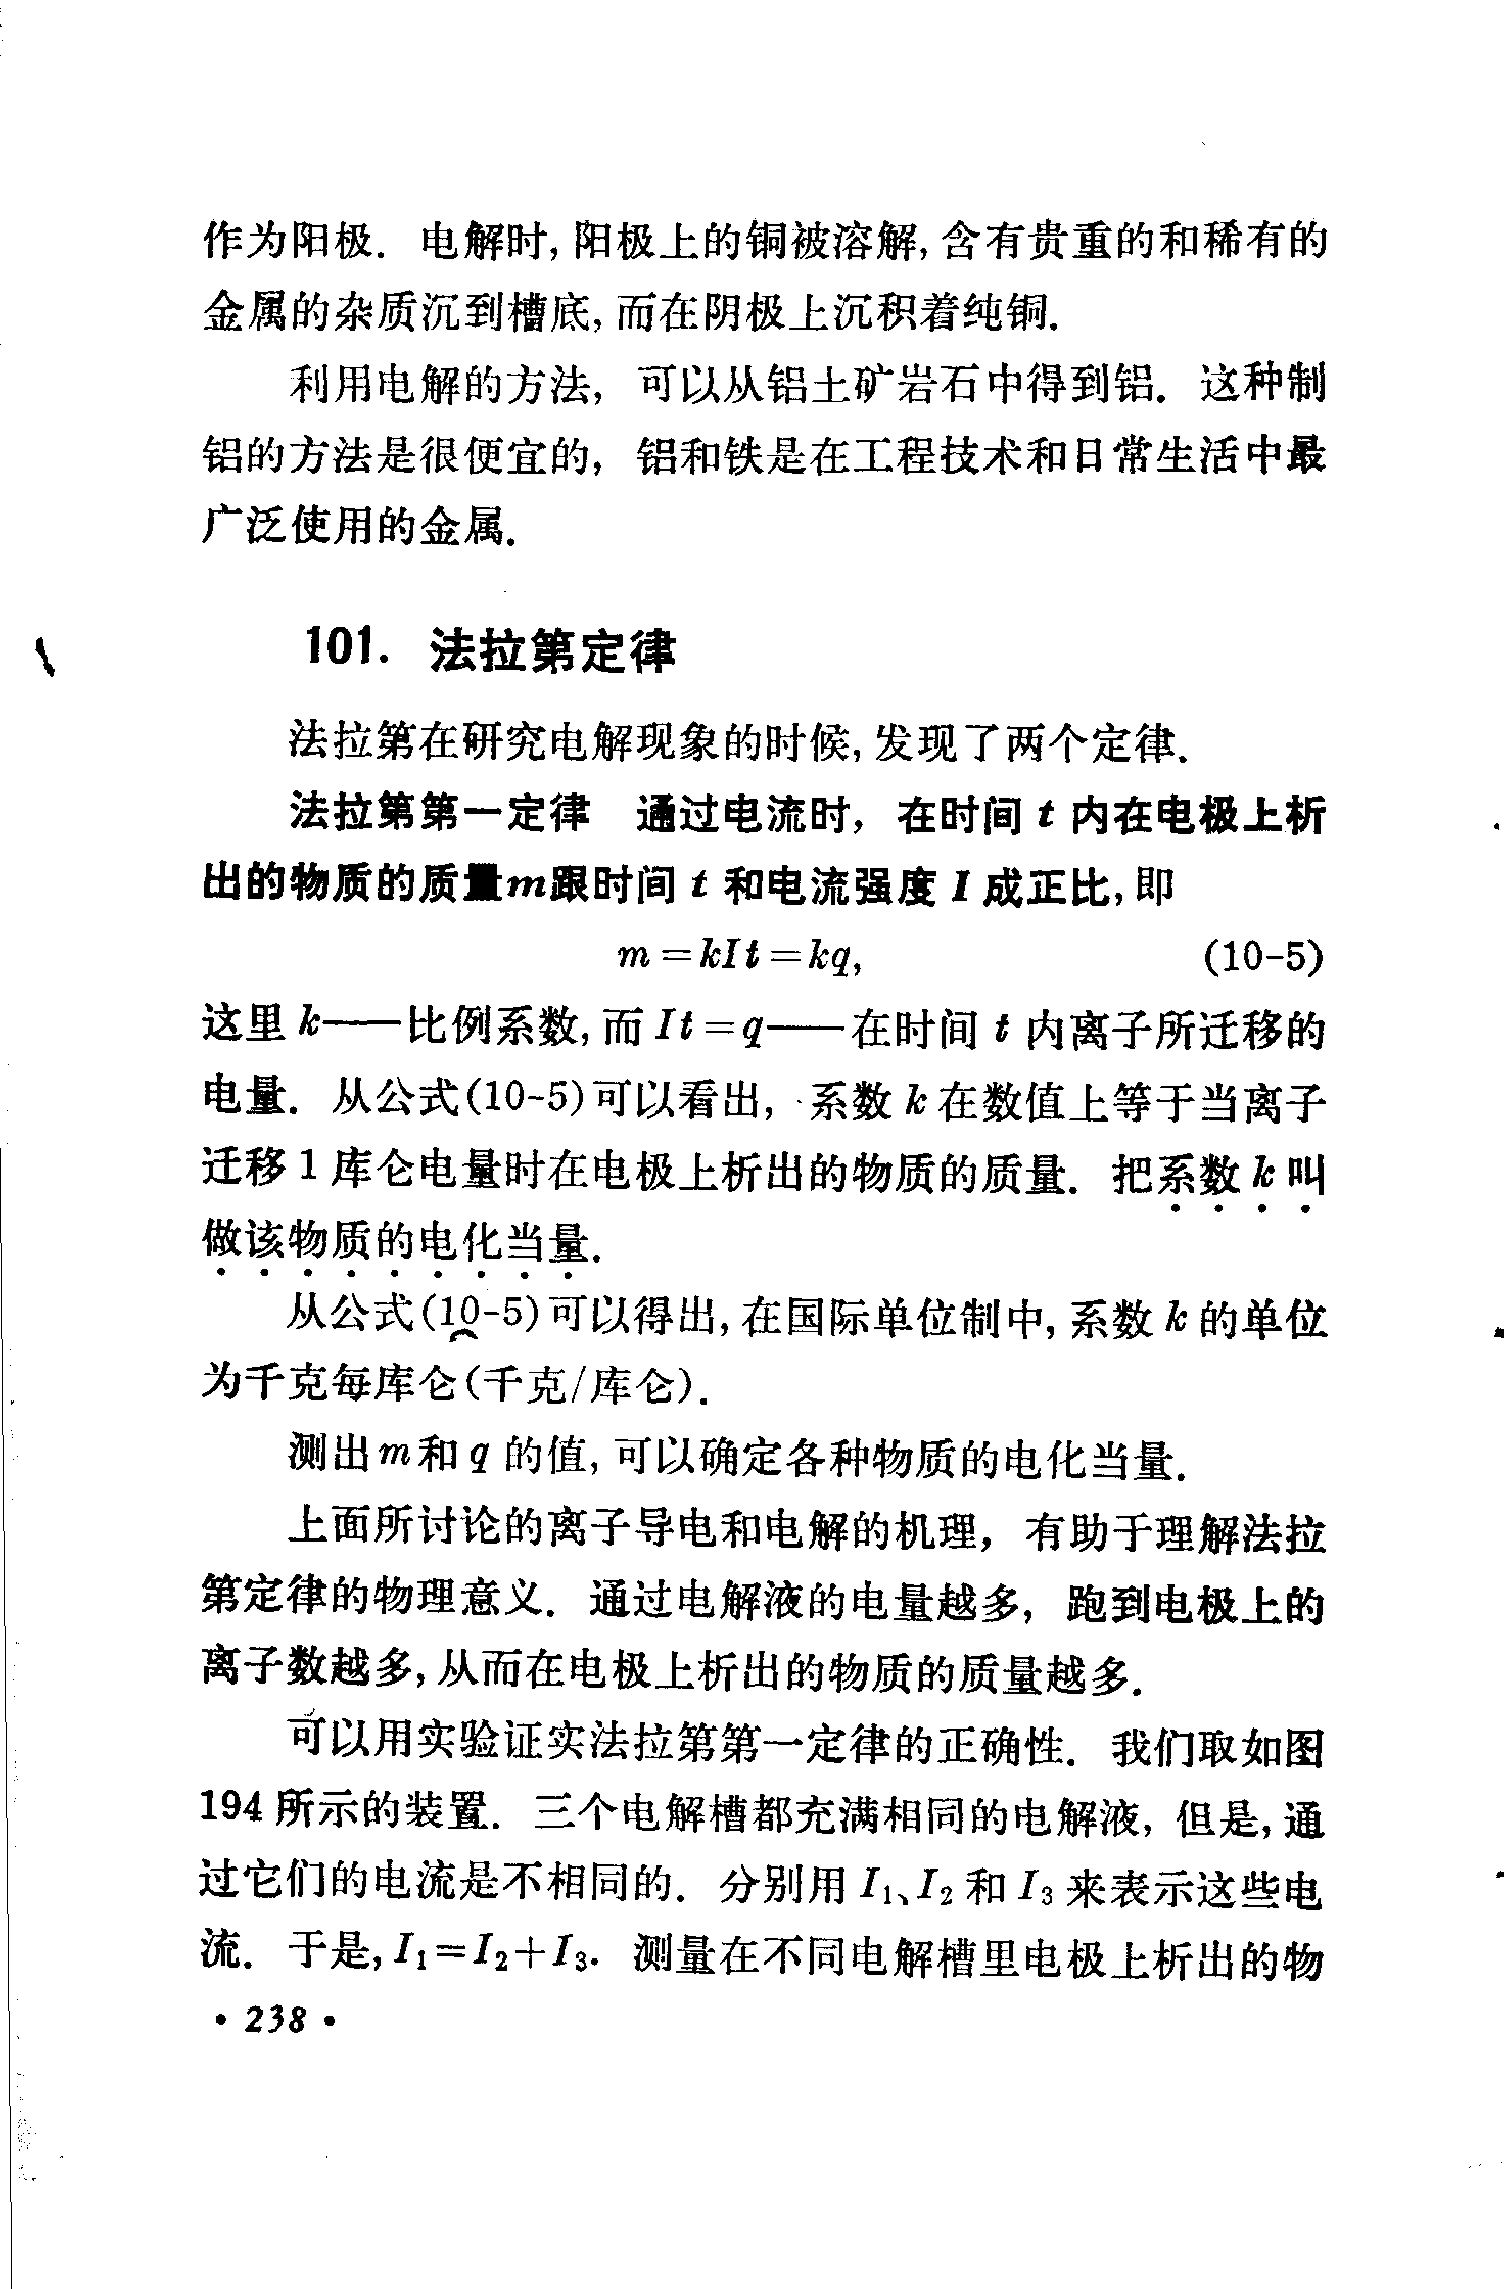 作为阳极． 电解时, 阳极上的铜被溶解, 含有贵重的和稀有的
金属的杂质沉到槽底, 而在阴极上沉积着纯铜．
利用电解的方法, 可以从铝土矿岩石中得到铝． 这种制
铝的方法是很便宜的, 铝和铁是在工程技术和日常生活中最
广泛使用的金属．
101． 法拉第定律
法拉第在研究电解现象的时候, 发现了两个定律．
法拉第第一定律 通过电流时, 在时间 t 内在电极上析
出的物质的质量m跟时间 t 和电流强度 I 成正比, 即
m＝kIt＝kq, (10-5)
这里 k——比例系数, 而 It＝q——在时间 t 内离子所迁移的
电量． 从公式(10-5)可以看出, 系数 k 在数值上等于当离子
迁移 1 库仑电量时在电极上析出的物质的质量． 把系数 k 叫
做该物质的电化当量．
从公式(10-5)可以得出, 在国际单位制中, 系数 k 的单位
为千克每库仑(千克/库仑)．
测出m和 q 的值, 可以确定各种物质的电化当量．
上面所讨论的离子导电和电解的机理, 有助于理解法拉
第定律的物理意义． 通过电解液的电量越多, 跑到电极上的
离子数越多, 从而在电极上析出的物质的质量越多．
可以用实验证实法拉第第一定律的正确性． 我们取如图
194 所示的装置． 三个电解槽都充满相同的电解液, 但是, 通
过它们的电流是不相同的． 分别用 I₁、I₂ 和 I₃ 来表示这些电
流． 于是, I₁＝I₂＋I₃． 测量在不同电解槽里电极上析出的物
• 238 •